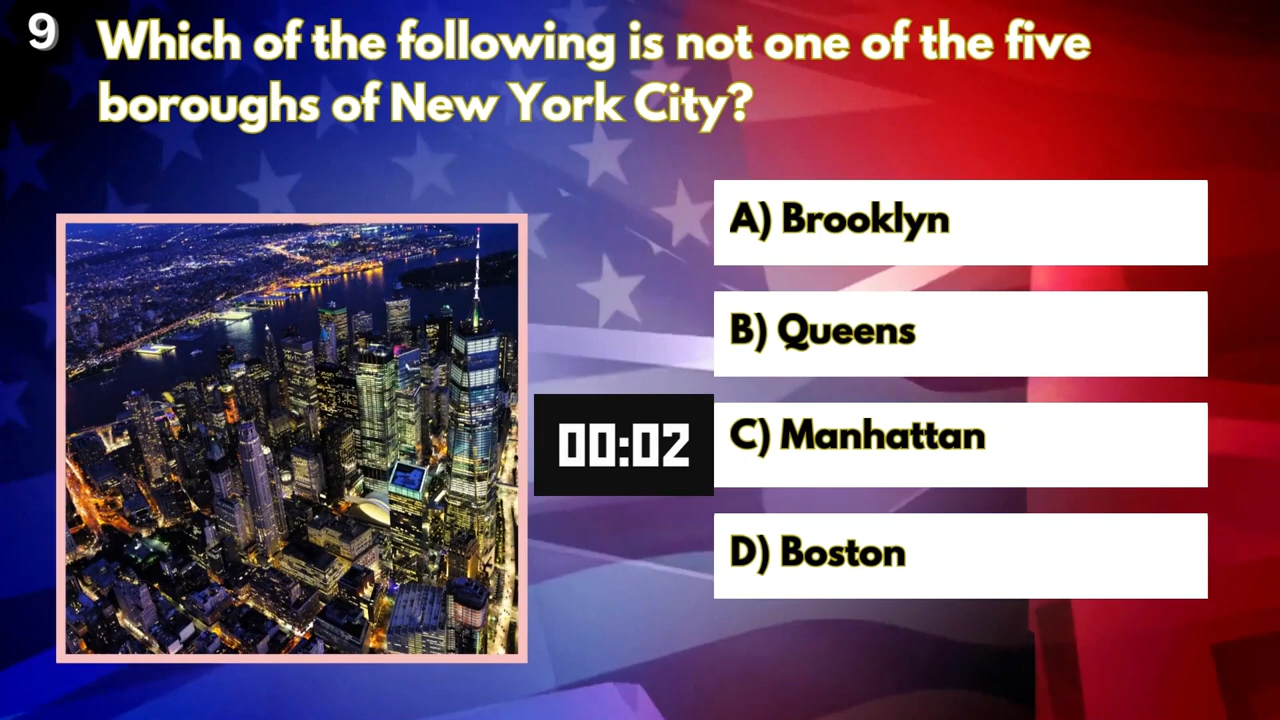 9
Which of the following is not one of the five
boroughs of New York City?
A) Brooklyn
B) Queens
00:02
C) Manhattan
D) Boston